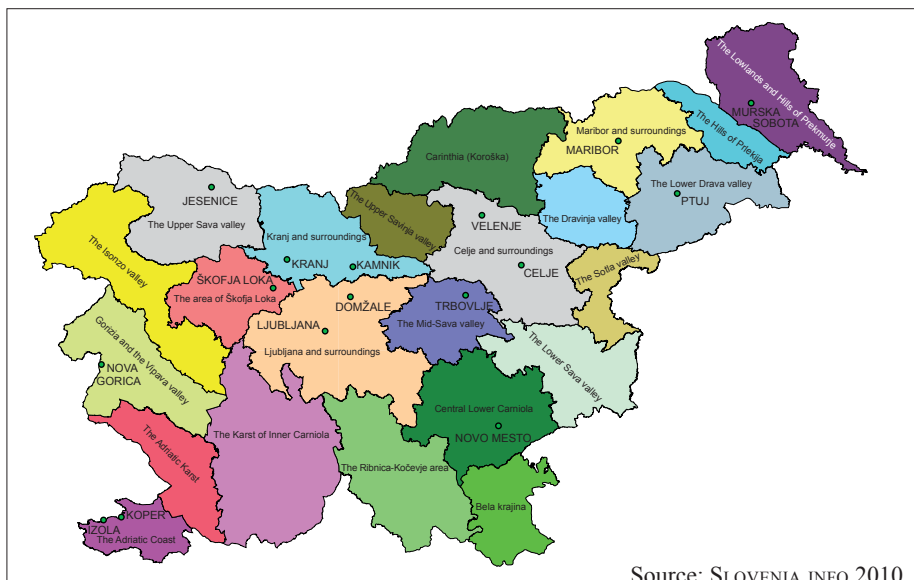 The Lowlands and Hills of Prekmurje
MURSKA
SOBOTA
The Hills of Prlekija
Maribor and surroundings
MARIBOR
Carinthia (Koroška)
The Lower Drava valley
PTUJ
JESENICE
The Upper Sava valley
The Upper Savinja valley
VELENJE
The Dravinja valley
The Isonzo valley
Kranj and surroundings
KRANJ
KAMNIK
Celje and surroundings
CELJE
The Sotla valley
ŠKOFJA LOKA
The area of Škofja Loka
DOMŽALE
TRBOVLJE
LJUBLJANA
The Mid-Sava valley
Gorizia and the Vipava valley
Ljubljana and surroundings
The Lower Sava valley
NOVA
GORICA
Central Lower Carniola
NOVO MESTO
The Adriatic Karst
The Karst of Inner Carniola
The Ribnica-Kočevje area
Bela krajina
KOPER
IZOLA
The Adriatic Coast
Source: SLOVENIA INFO 2010